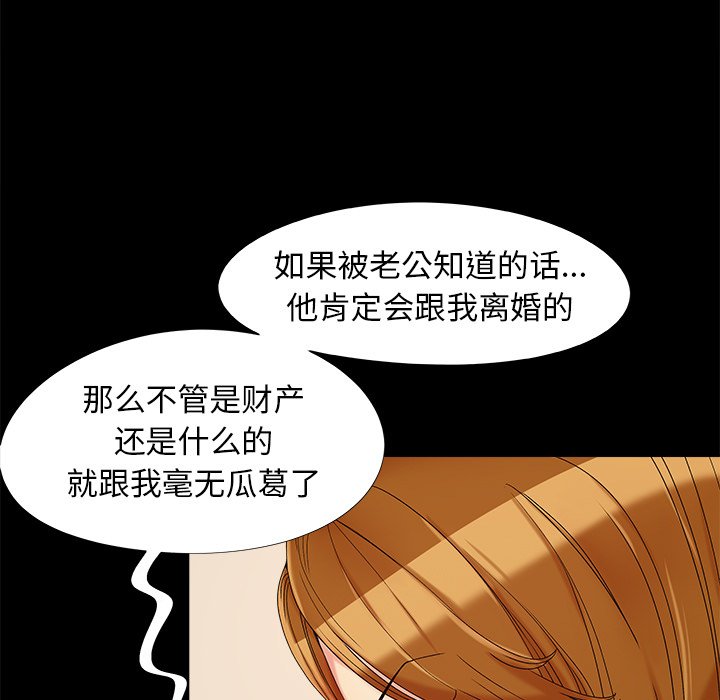 如果被老公知道的话...
他肯定会跟我离婚的
那么不管是财产
还是什么的
就跟我毫无瓜葛了